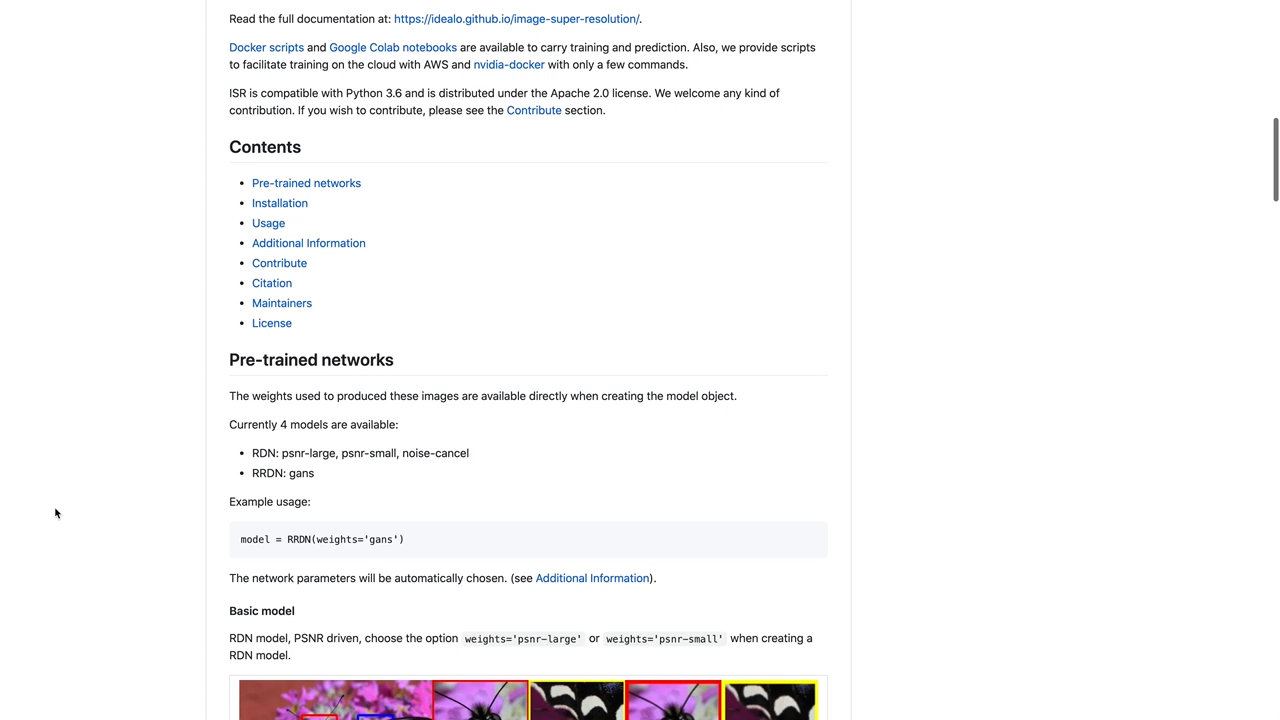 Read the full documentation at: https://idealo.github.io/image-super-resolution/.
Docker scripts and Google Colab notebooks are available to carry training and prediction. Also, we provide scripts
to facilitate training on the cloud with AWS and nvidia-docker with only a few commands.
ISR is compatible with Python 3.6 and is distributed under the Apache 2.0 license. We welcome any kind of
contribution. If you wish to contribute, please see the Contribute section.
Contents
• Pre-trained networks
• Installation
• Usage
• Additional Information
• Contribute
• Citation
• Maintainers
• License
Pre-trained networks
The weights used to produced these images are available directly when creating the model object.
Currently 4 models are available:
• RDN: psnr-large, psnr-small, noise-cancel
• RRDN: gans
Example usage:
model = RRDN(weights='gans')
The network parameters will be automatically chosen. (see Additional Information).
Basic model
RDN model, PSNR driven, choose the option weights='psnr-large' or weights='psnr-small' when creating a
RDN model.